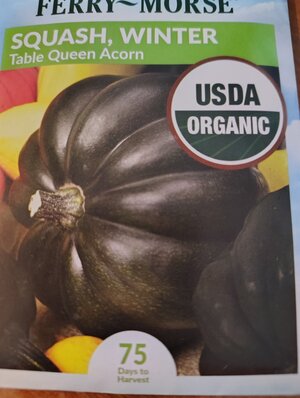 FERRY~MORSE
SQUASH, WINTER
Table Queen Acorn
USDA
ORGANIC
75
Days to
Harvest